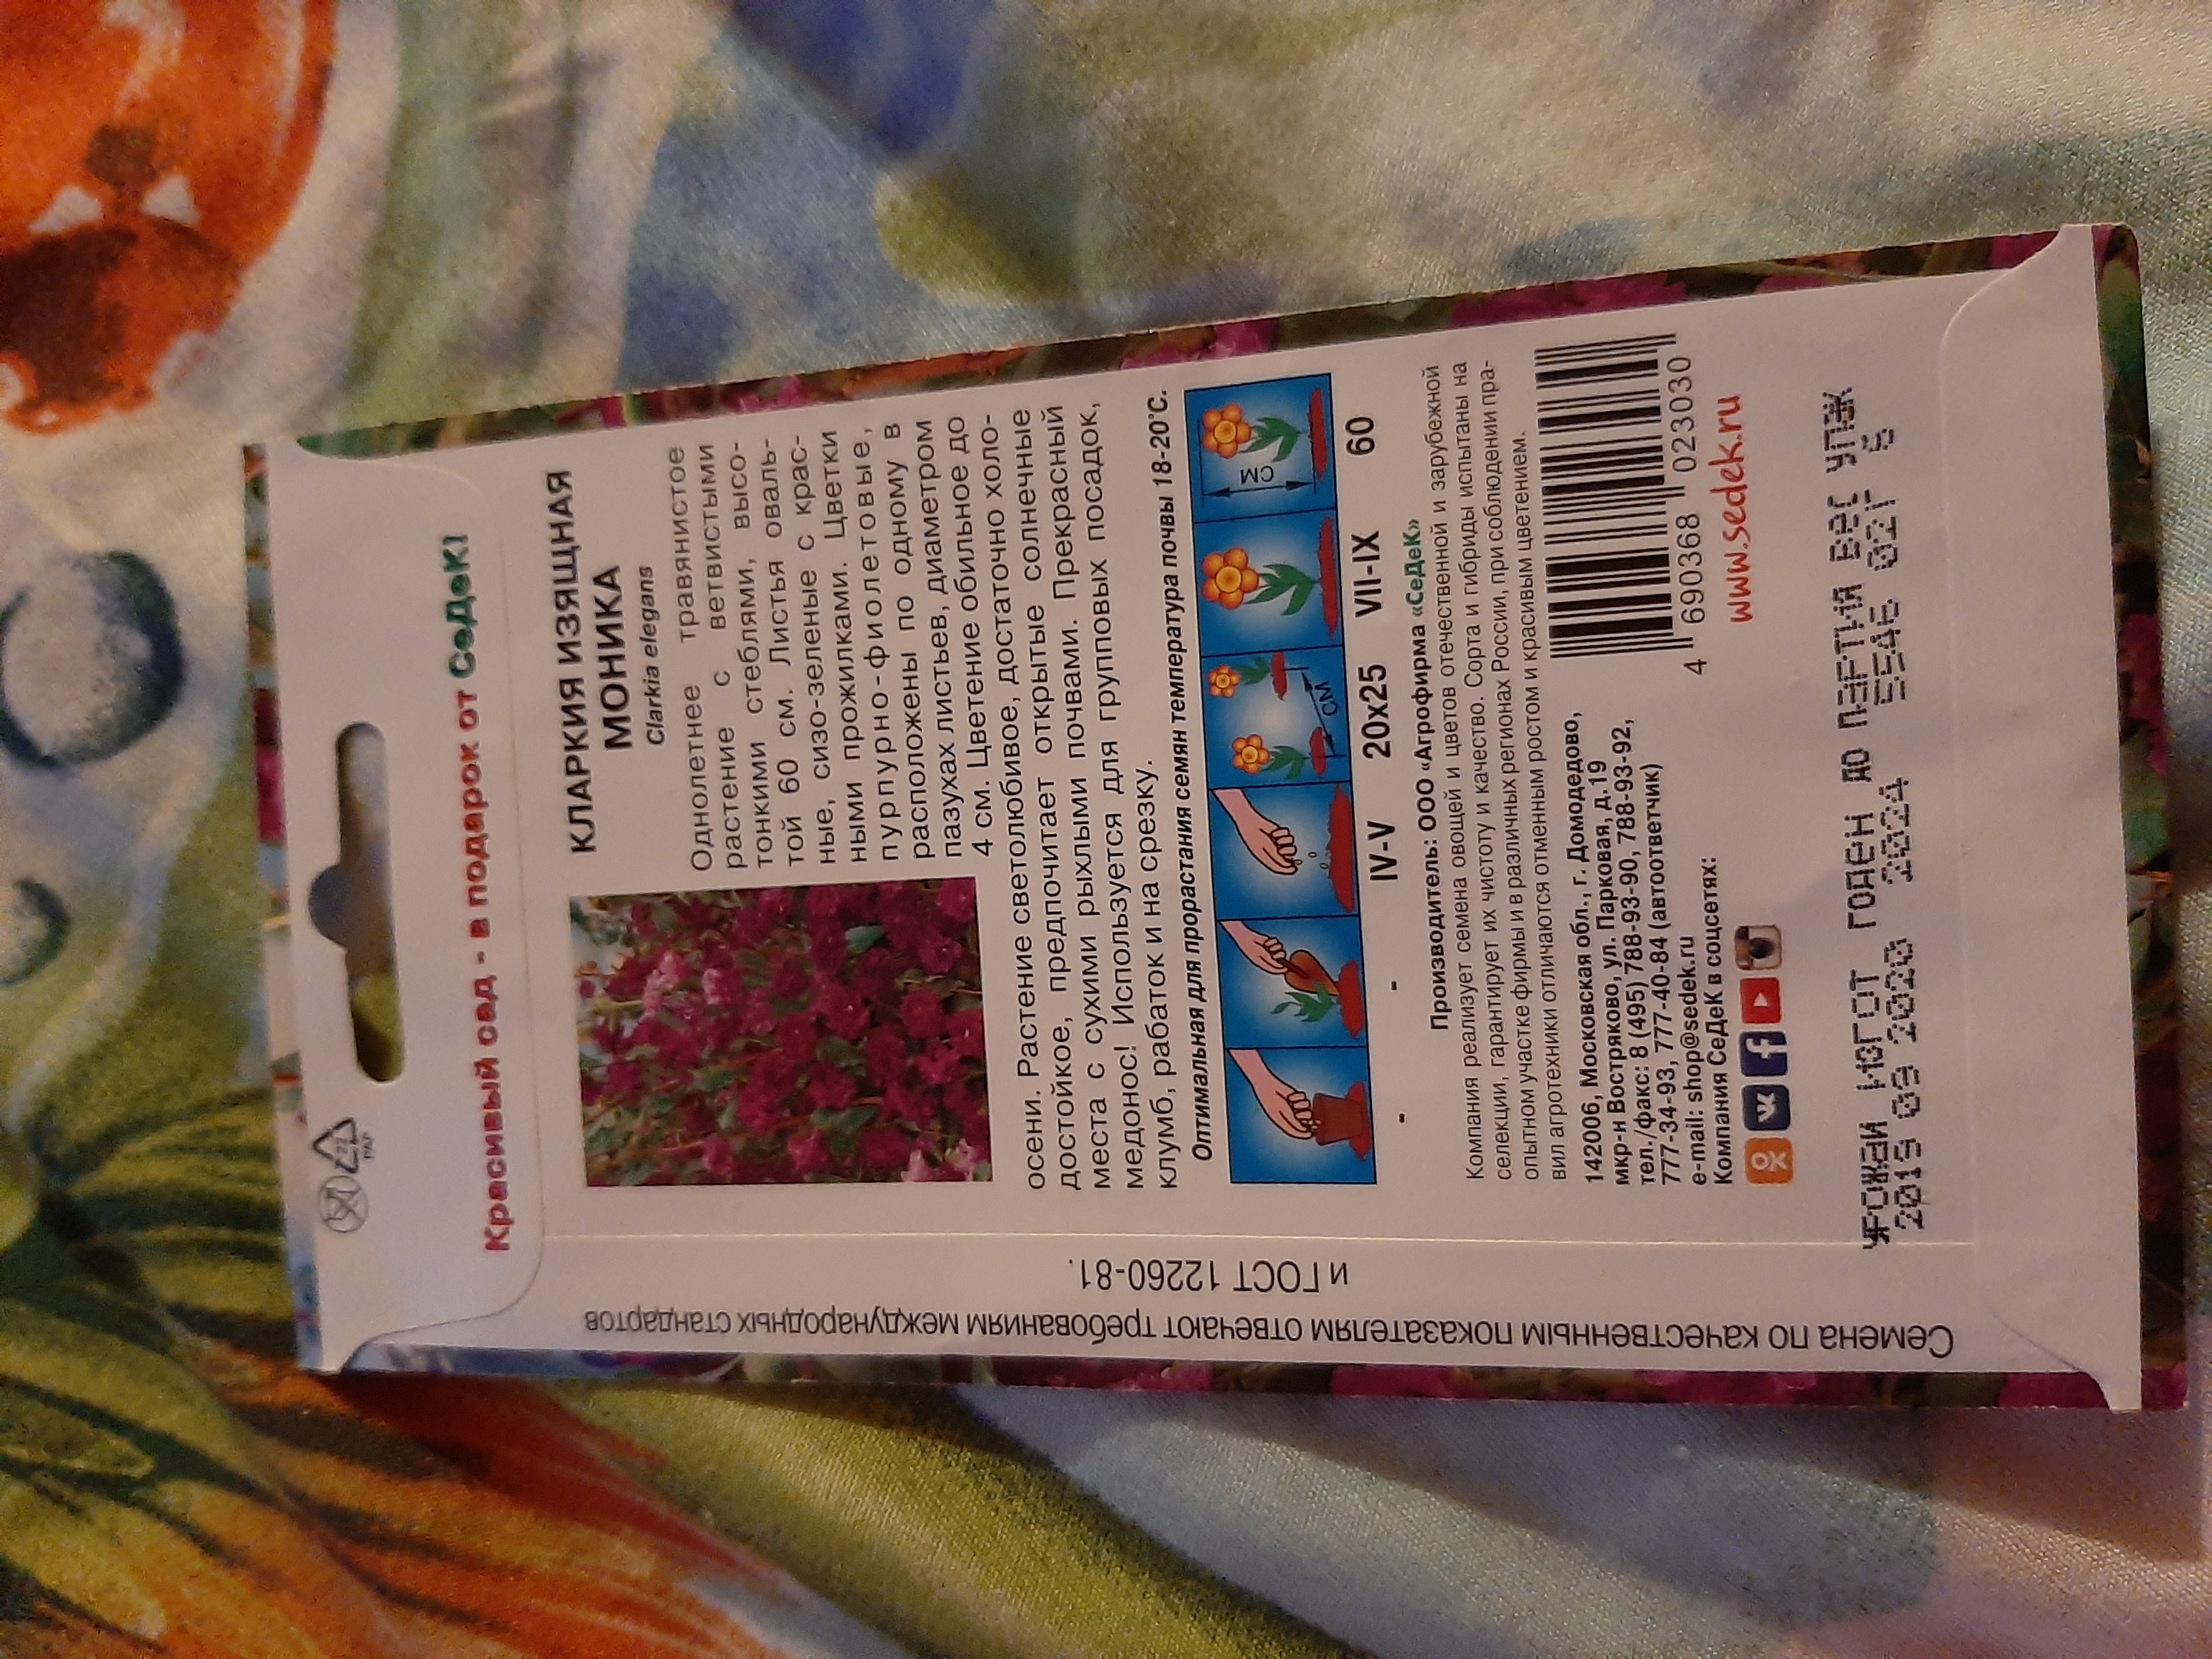 Красивый сад - в подарок от СеДеК!
КЛАРКИЯ ИЗЯЩНАЯ
МОНИКА
Clarkia elegans
Однолетнее травянистое
растение с ветвистыми
тонкими стеблями, высо-
той 60 см. Листья оваль-
ные, сизо-зеленые с крас-
ными прожилками. Цветки
пурпурно-фиолетовые,
расположены по одному в
пазухах листьев, диаметром
4 см. Цветение обильное до
осени. Растение светолюбивое, достаточно холо-
достойкое, предпочитает открытые солнечные
места с сухими рыхлыми почвами. Прекрасный
медонос! Используется для групповых посадок,
клумб, рабаток и на срезку.
Оптимальная для прорастания семян температура почвы 18-20°С.
см см
- - IV-V 20х25 VII-IX 60
Производитель: ООО «Агрофирма «СеДеК»
Компания реализует семена овощей и цветов отечественной и зарубежной
селекции, гарантирует их чистоту и качество. Сорта и гибриды испытаны на
опытном участке фирмы и в различных регионах России, при соблюдении пра-
вил агротехники отличаются отменным ростом и красивым цветением.
142006, Московская обл., г. Домодедово,
мкр-н Востряково, ул. Парковая, д.19
тел./факс: 8 (495) 788-93-90, 788-93-92,
777-34-93, 777-40-84 (автоответчик)
e-mail: shop@sedek.ru
Компания СеДеК в соцсетях:
4 690368 023030
www.sedek.ru
УРОЖАЙ ИЗГОТ ГОДЕН ДО ПАРТИЯ ВЕС УПАК
2019 09 2020 2024
Семена по качественным показателям отвечают требованиям международных стандартов
и ГОСТ 12260-81.